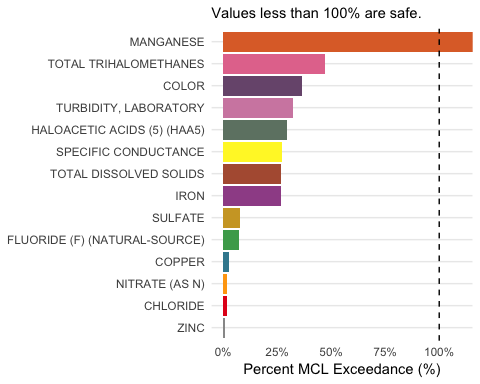 Values less than 100% are safe.
MANGANESE
TOTAL TRIHALOMETHANES
COLOR
TURBIDITY, LABORATORY
HALOACETIC ACIDS (5) (HAA5)
SPECIFIC CONDUCTANCE
TOTAL DISSOLVED SOLIDS
IRON
SULFATE
FLUORIDE (F) (NATURAL-SOURCE)
COPPER
NITRATE (AS N)
CHLORIDE
ZINC
0% 25% 50% 75% 100%
Percent MCL Exceedance (%)